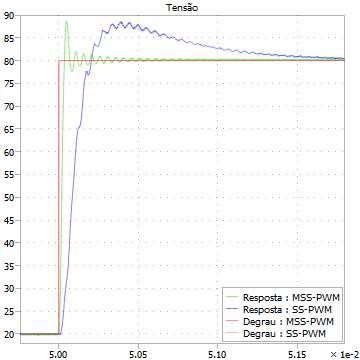 Tensão
90
85
80
75
70
65
60
55
50
45
40
35
30
25
20
Resposta : MSS-PWM
Resposta : SS-PWM
Degrau : MSS-PWM
Degrau : SS-PWM
5.00 5.05 5.10 5.15
× 1e-2